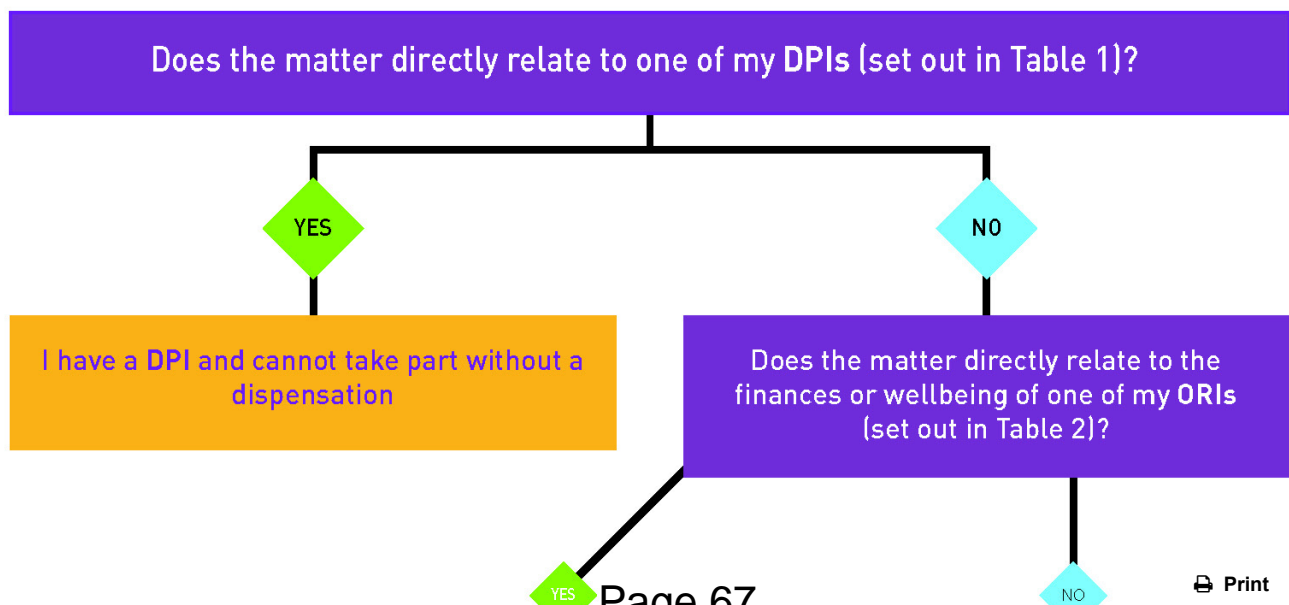 Does the matter directly relate to one of my DPIs (set out in Table 1)?
YES
NO
I have a DPI and cannot take part without a
dispensation
Does the matter directly relate to the
finances or wellbeing of one of my ORIs
(set out in Table 2)?
YES
Page 67
NO
Print